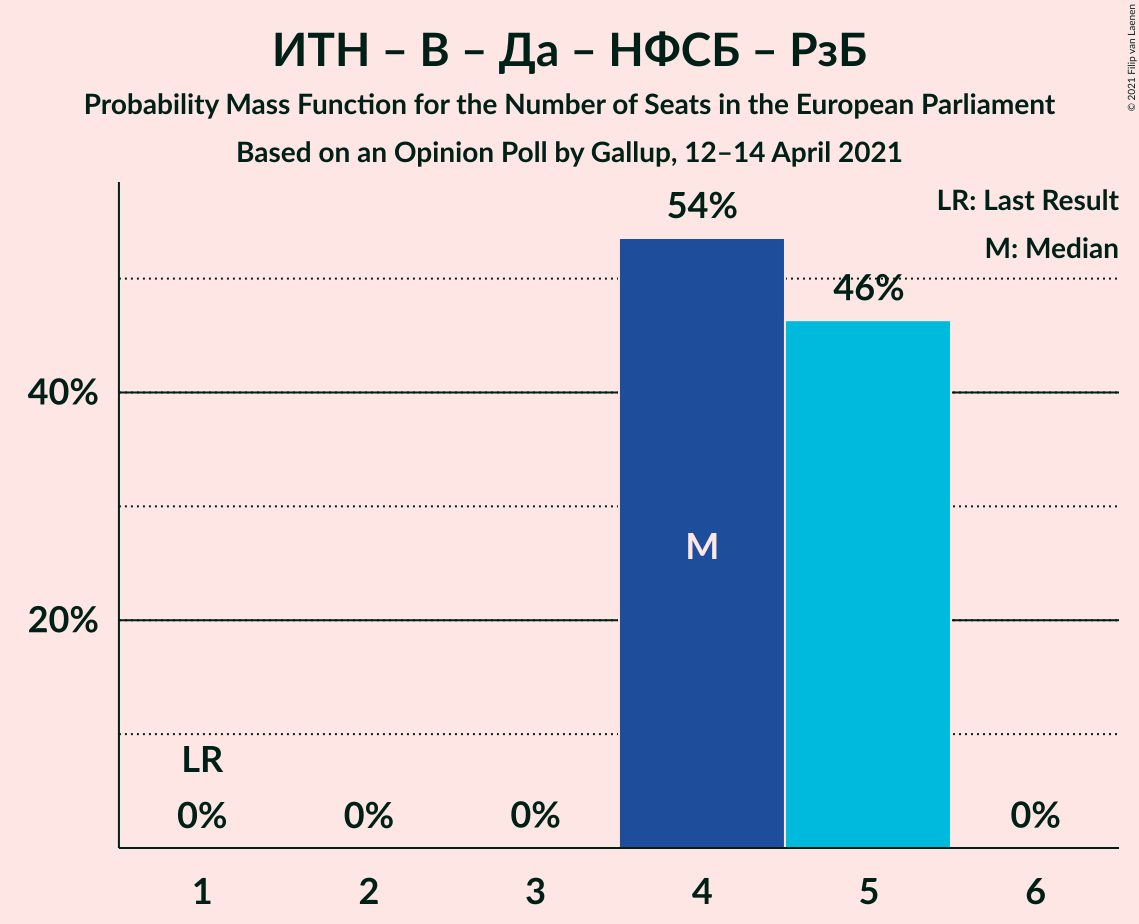 ИТН – В – Да – НФСБ – РзБ
Probability Mass Function for the Number of Seats in the European Parliament
Based on an Opinion Poll by Gallup, 12–14 April 2021
© 2021 Filip van Laenen
LR: Last Result
M: Median
54%
46%
40%
M
20%
LR
0% 0% 0% 0%
1 2 3 4 5 6